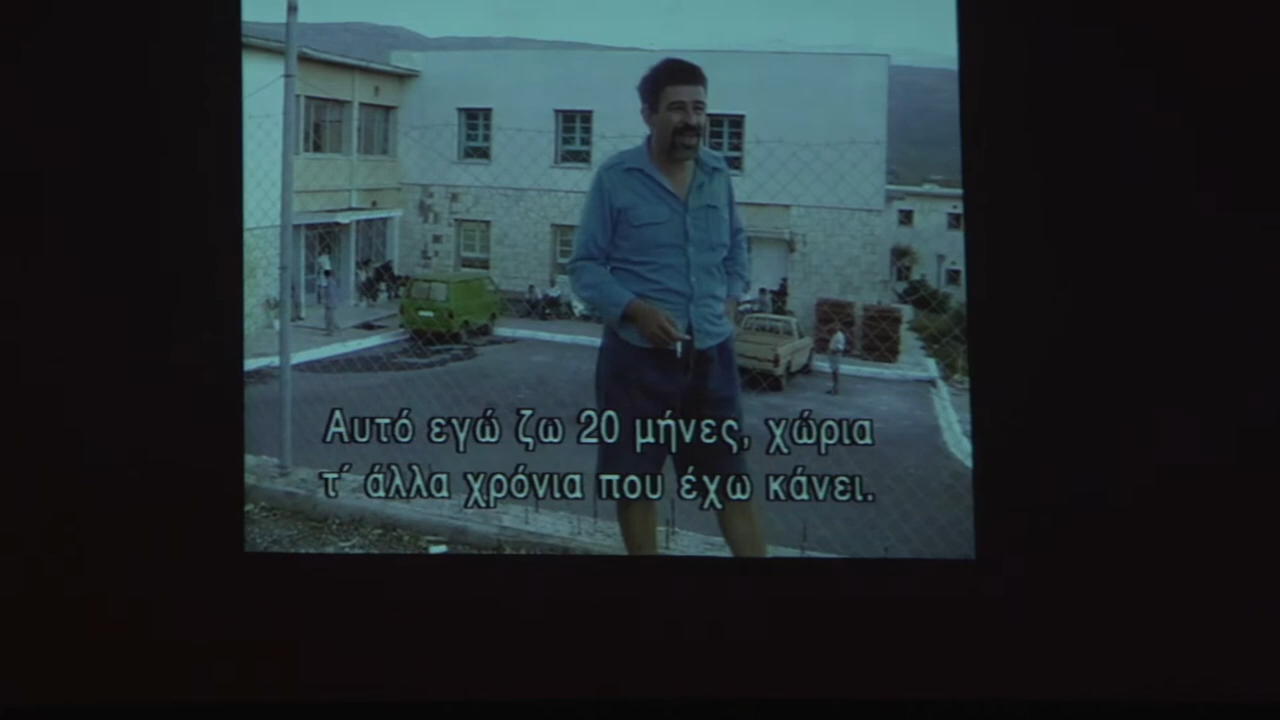 Αυτό εγώ ζω 20 μήνες, χώρια
τ΄ άλλα χρόνια που έχω κάνει.